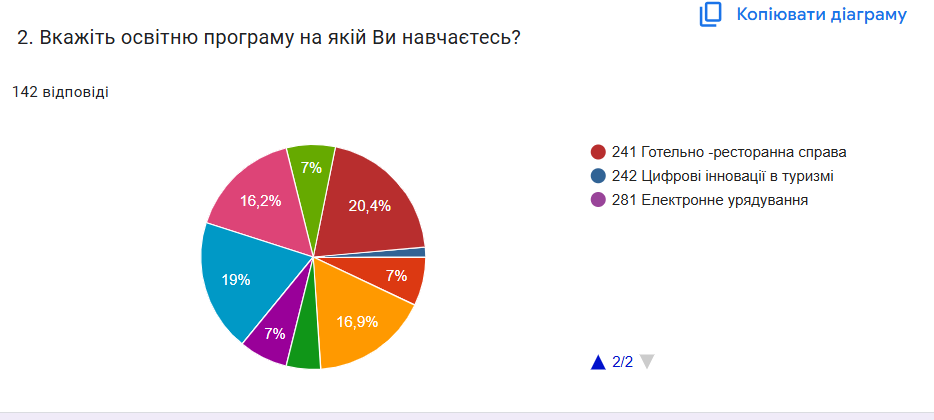 Копіювати діаграму
2. Вкажіть освітню програму на якій Ви навчаєтесь?
142 відповіді
241 Готельно -ресторанна справа
242 Цифрові інновації в туризмі
281 Електронне урядування
7%
16,2%
20,4%
19%
7%
7%
16,9%
2/2